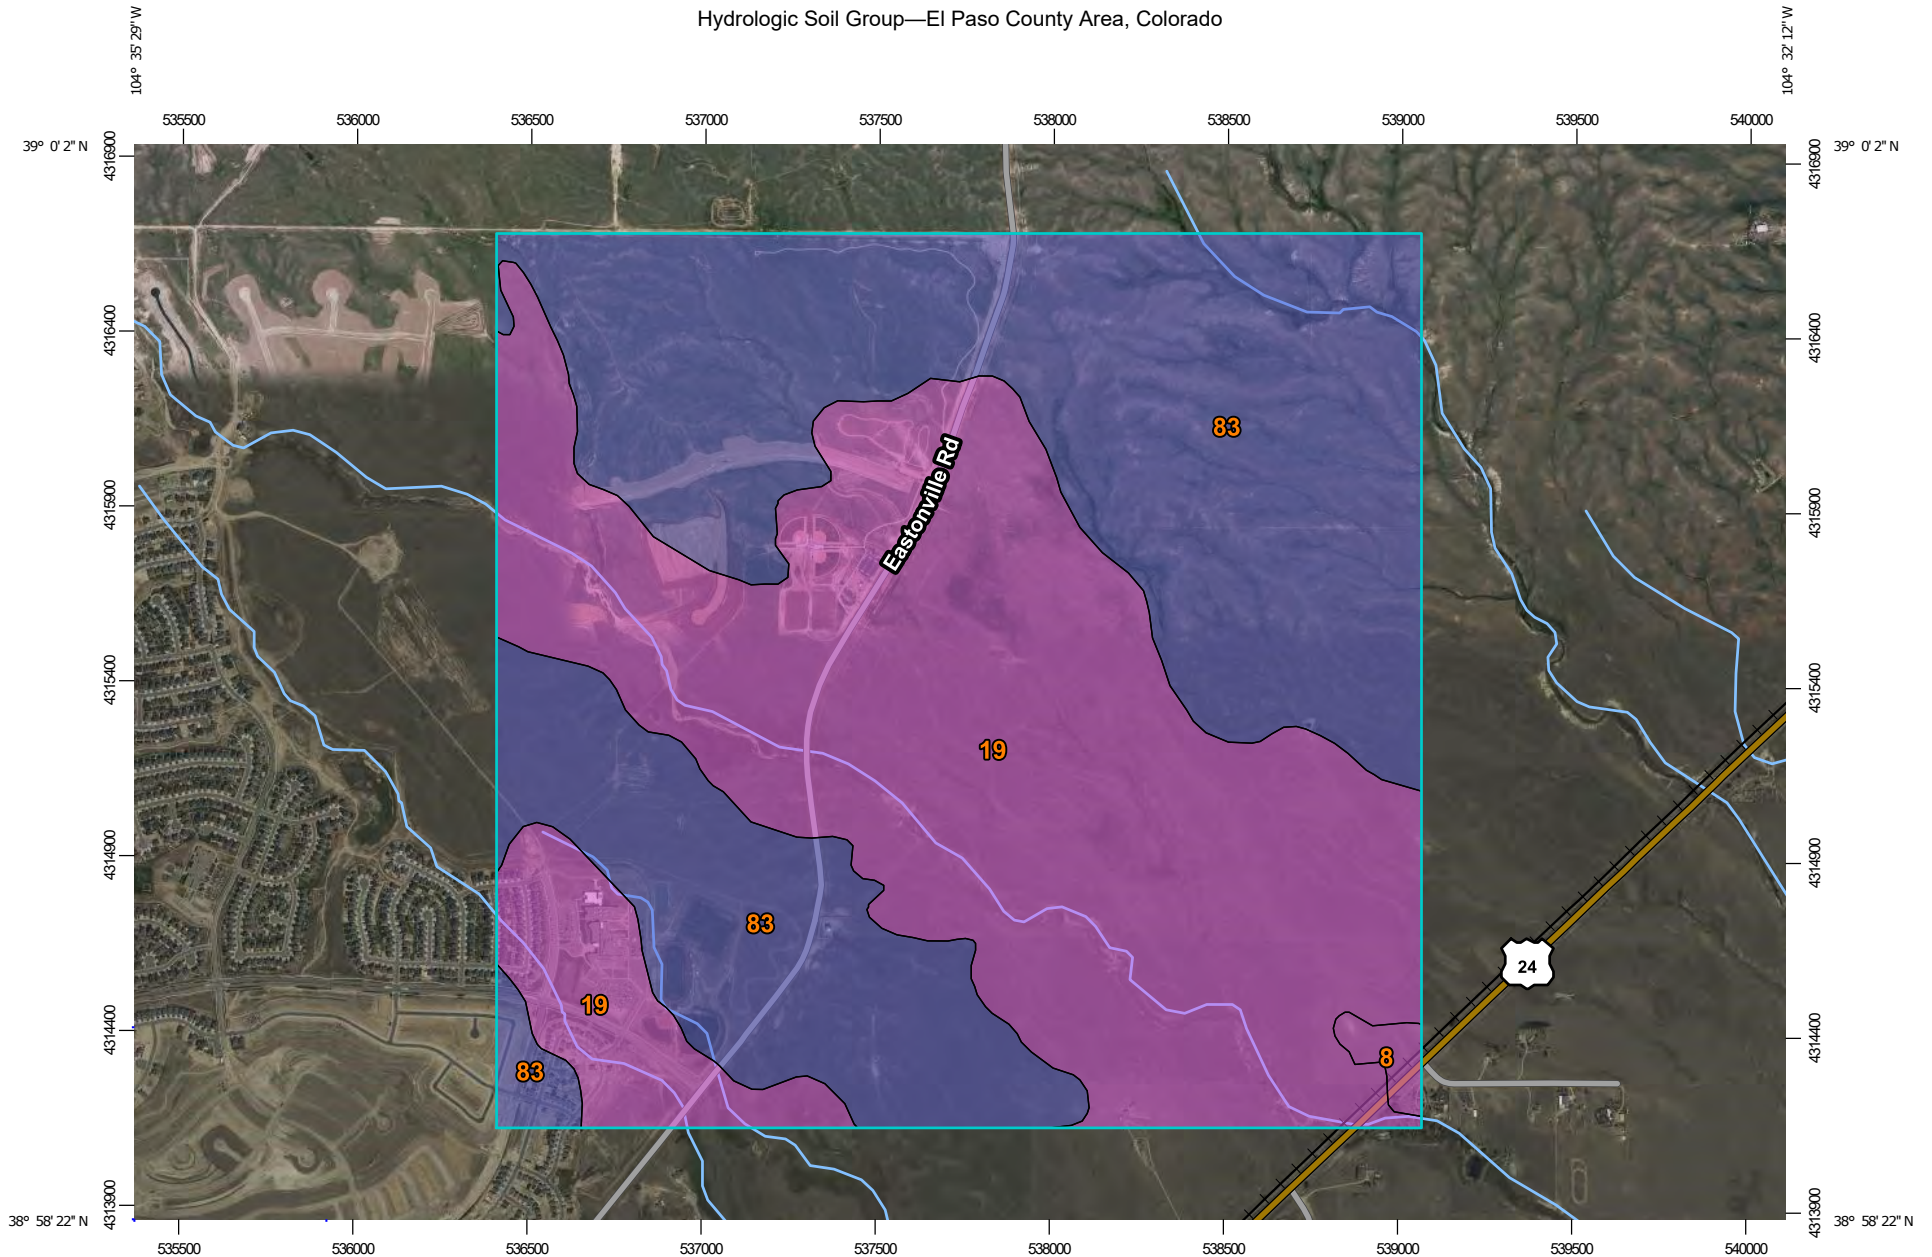 Hydrologic Soil Group—El Paso County Area, Colorado
104° 35' 29" W
104° 32' 12" W
535500 536000 536500 537000 537500 538000 538500 539000 539500 540000
39° 0' 2" N
39° 0' 2" N
4316900
4316900
4316400
4316400
83
Eastonville Rd
4315900
4315900
4315400
4315400
19
4314900
4314900
83
24
19
4314400
4314400
8
83
4313900
4313900
38° 58' 22" N
38° 58' 22" N
535500 536000 536500 537000 537500 538000 538500 539000 539500 540000